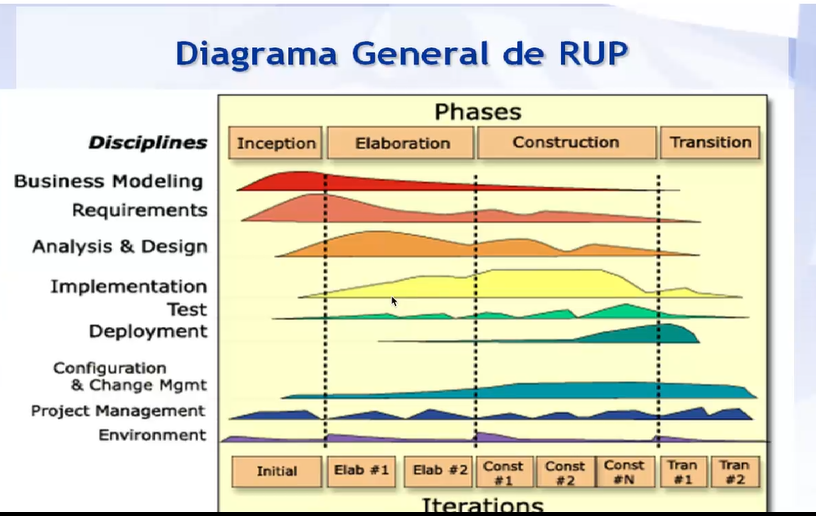 Diagrama General de RUP
Phases
Disciplines
Inception
Elaboration
Construction
Transition
Business Modeling
Requirements
Analysis & Design
Implementation
Test
Deployment
Configuration
& Change Mgmt
Project Management
Environment
Initial
Elab #1
Elab #2
Const
#1
Const
#2
Const
#N
Tran
#1
Tran
#2
Iterations